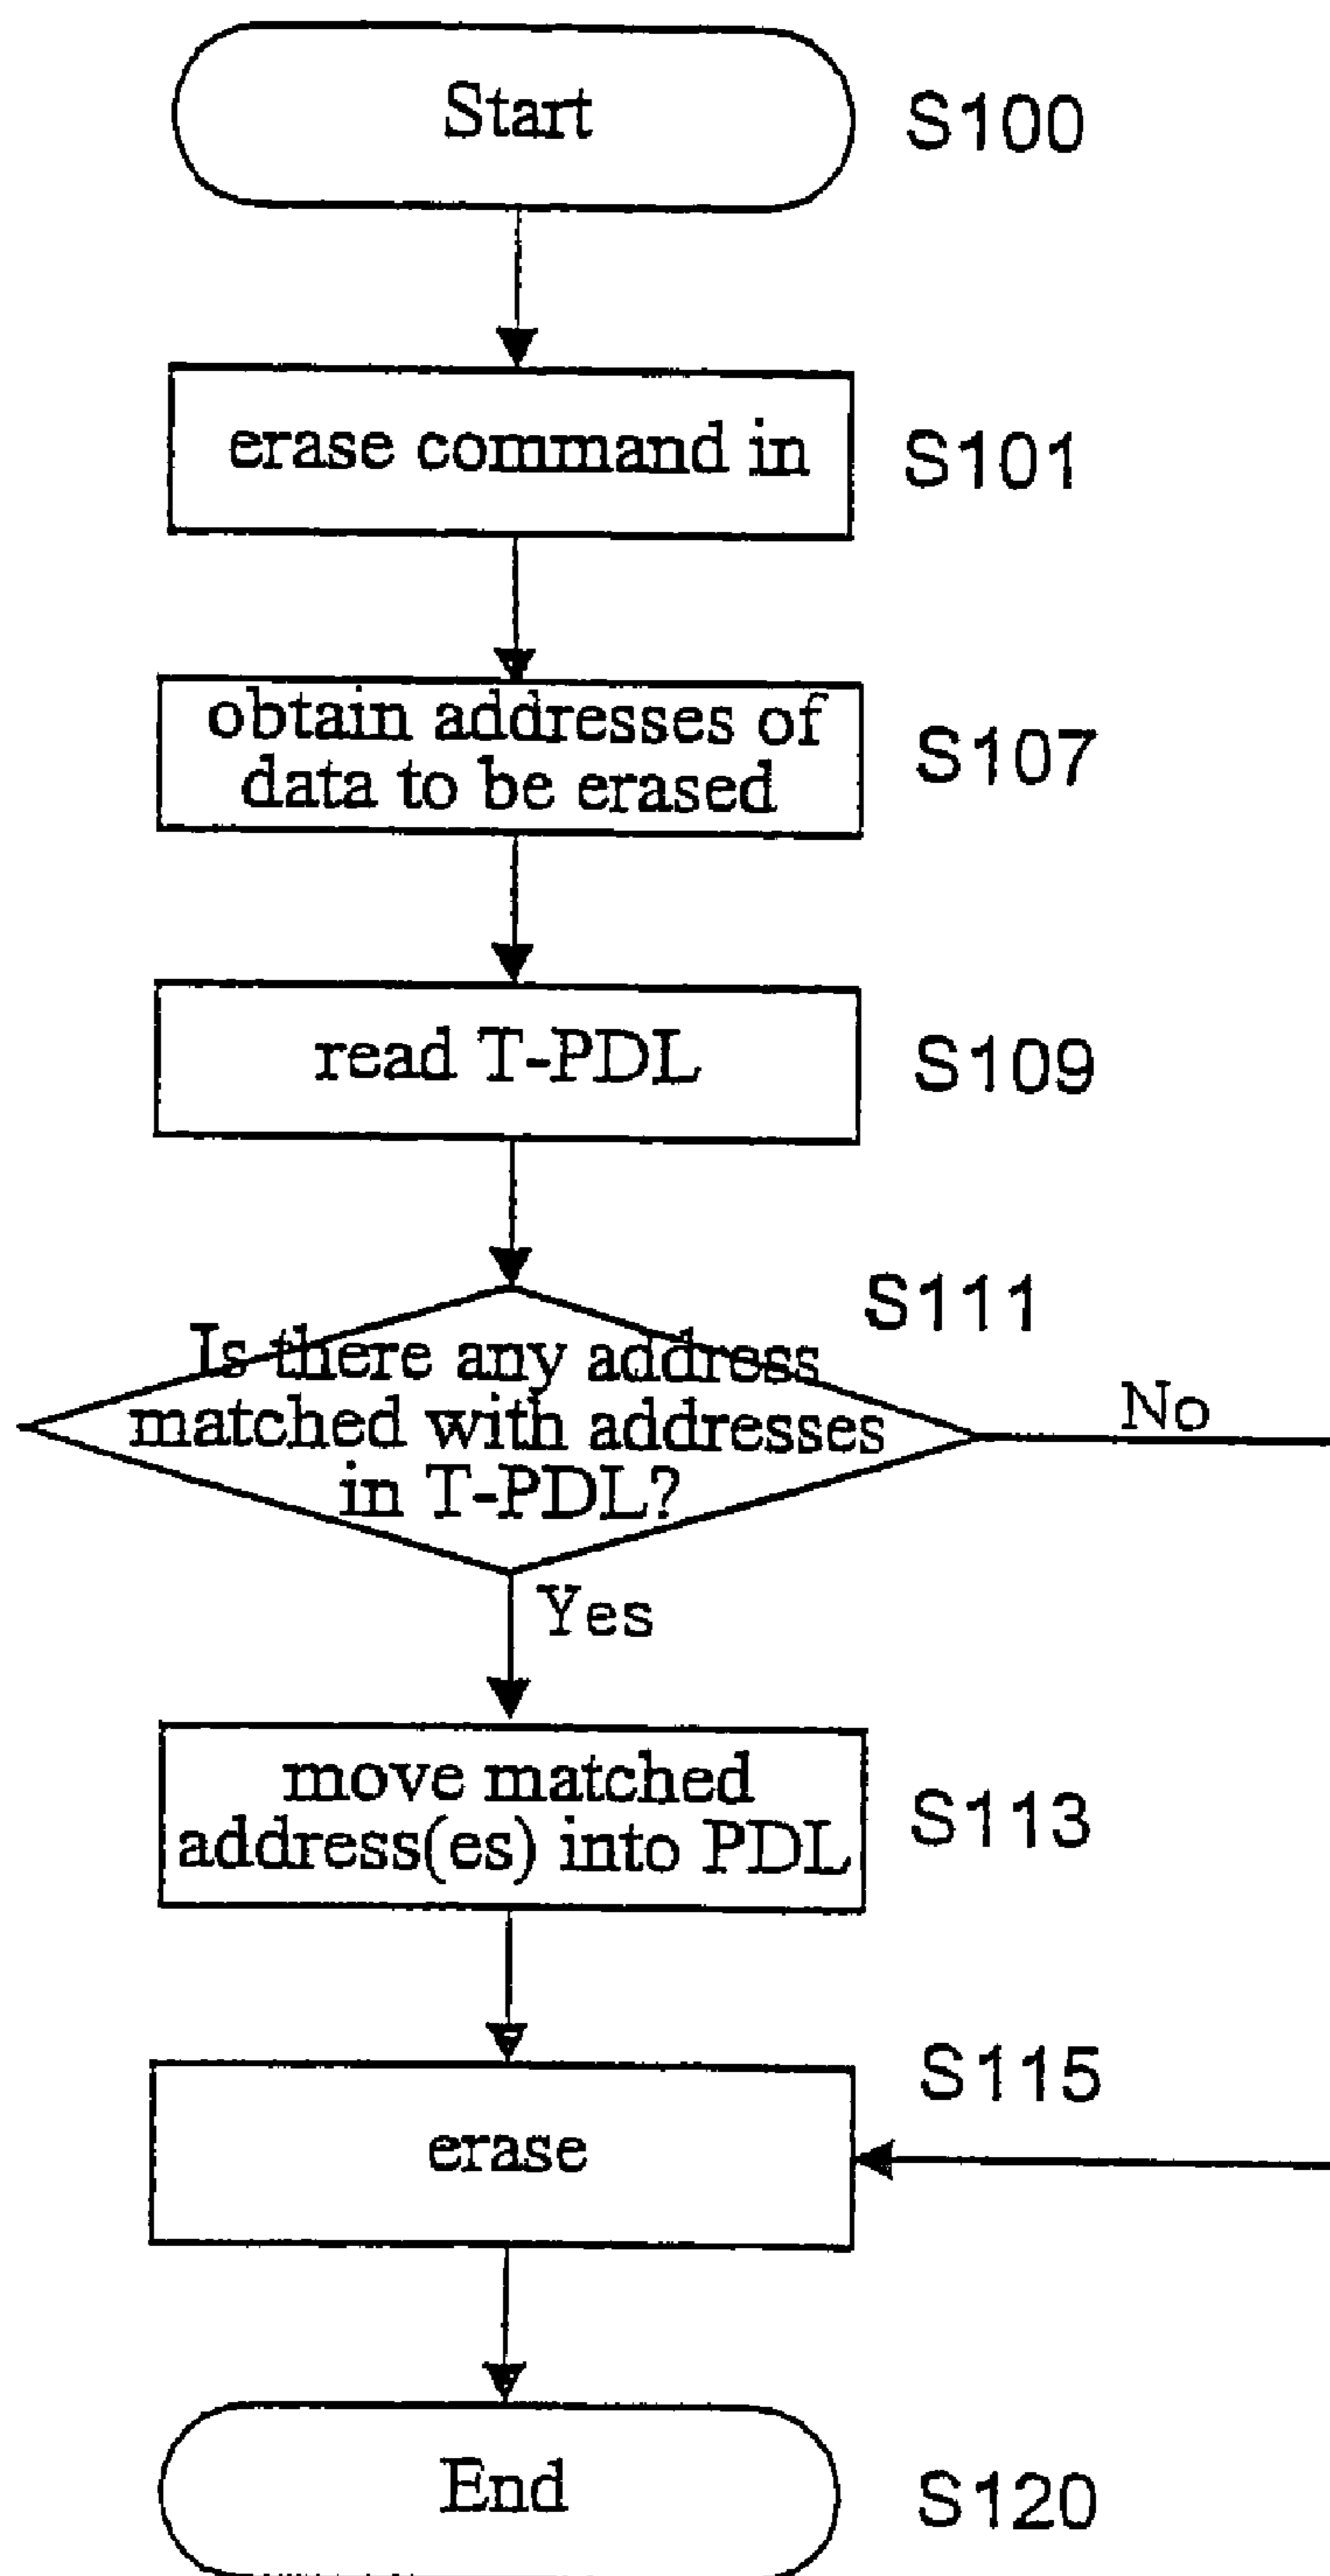 Start
S100
erase command in
S101
obtain addresses of
data to be erased
S107
read T-PDL
S109
S111
Is there any address
matched with addresses
in T-PDL?
No
Yes
move matched
address(es) into PDL
S113
S115
erase
End
S120